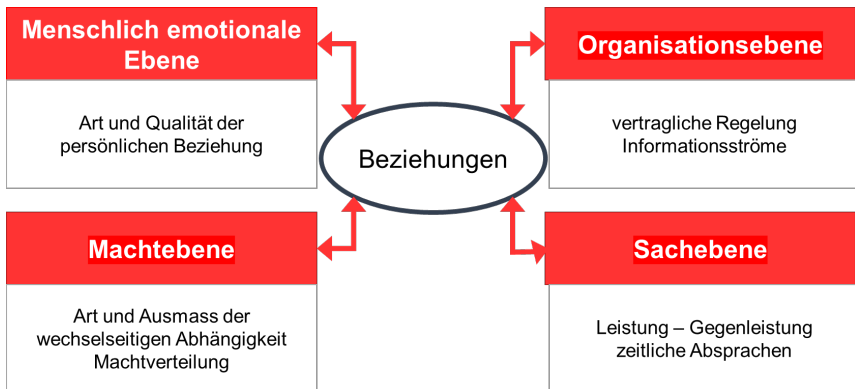 Menschlich emotionale
Ebene
Art und Qualität der
persönlichen Beziehung
Organisationsebene
vertragliche Regelung
Informationsströme
Beziehungen
Machtebene
Art und Ausmass der
wechselseitigen Abhängigkeit
Machtverteilung
Sachebene
Leistung – Gegenleistung
zeitliche Absprachen